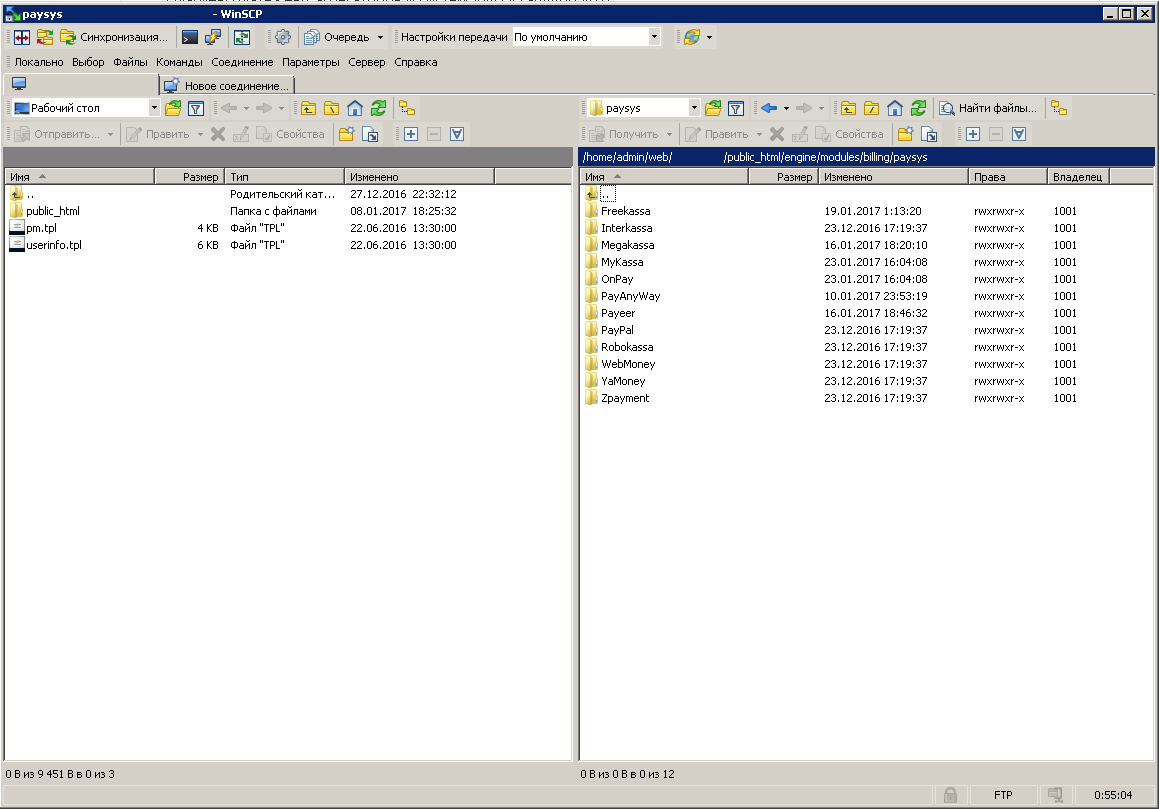 paysys - WinSCP
Синхронизация... Очередь Настройки передачи По умолчанию
Локально Выбор Файлы Команды Соединение Параметры Сервер Справка
Новое соединение...
Рабочий стол paysys Найти файлы...
Отправить... Править Свойства Получить Править Свойства
/home/admin/web/ /public_html/engine/modules/billing/paysys
Имя Размер Тип Изменено
.. Родительский кат... 27.12.2016 22:32:12
public_html Папка с файлами 08.01.2017 18:25:32
pm.tpl 4 KB Файл "TPL" 22.06.2016 13:30:00
userinfo.tpl 6 KB Файл "TPL" 22.06.2016 13:30:00
Имя Размер Изменено Права Владелец
..
Freekassa 19.01.2017 1:13:20 rwxrwxr-x 1001
Interkassa 23.12.2016 17:19:37 rwxrwxr-x 1001
Megakassa 16.01.2017 18:20:10 rwxrwxr-x 1001
MyKassa 23.01.2017 16:04:08 rwxrwxr-x 1001
OnPay 23.01.2017 16:04:08 rwxrwxr-x 1001
PayAnyWay 10.01.2017 23:53:19 rwxrwxr-x 1001
Payeer 16.01.2017 18:46:32 rwxrwxr-x 1001
PayPal 23.12.2016 17:19:37 rwxrwxr-x 1001
Robokassa 23.12.2016 17:19:37 rwxrwxr-x 1001
WebMoney 23.12.2016 17:19:37 rwxrwxr-x 1001
YaMoney 23.12.2016 17:19:37 rwxrwxr-x 1001
Zpayment 23.12.2016 17:19:37 rwxrwxr-x 1001
0 B из 9 451 B в 0 из 3
0 B из 0 B в 0 из 12
FTP 0:55:04